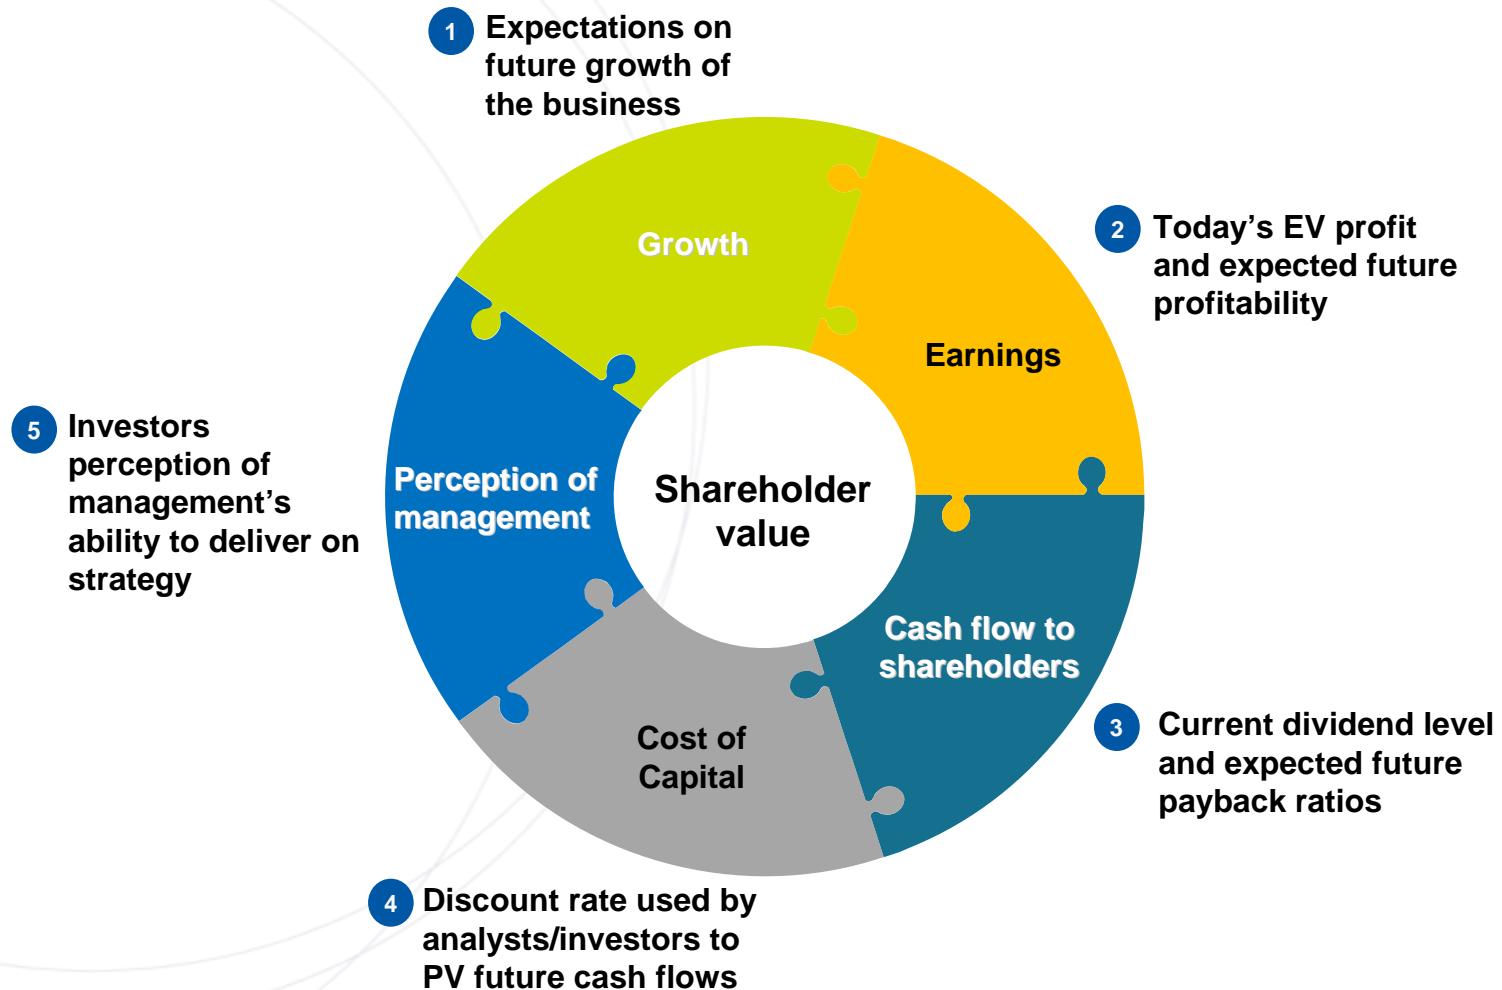 1
Expectations on
future growth of
the business
Growth
2
Today’s EV profit
and expected future
profitability
Earnings
5
Investors
perception of
management’s
ability to deliver on
strategy
Perception of
management
Shareholder
value
Cash flow to
shareholders
3
Current dividend level
and expected future
payback ratios
Cost of
Capital
4
Discount rate used by
analysts/investors to
PV future cash flows